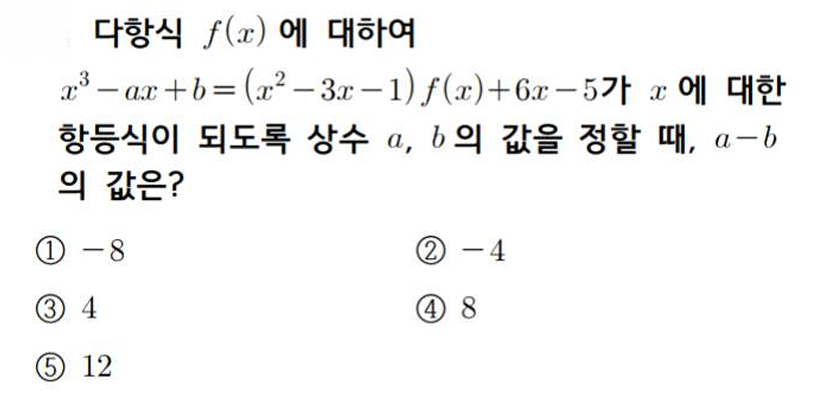 다항식 f(x) 에 대하여
x³ − ax + b = (x² − 3x − 1) f(x) + 6x − 5가 x 에 대한
항등식이 되도록 상수 a, b 의 값을 정할 때, a − b
의 값은?
① −8 ② −4
③ 4 ④ 8
⑤ 12